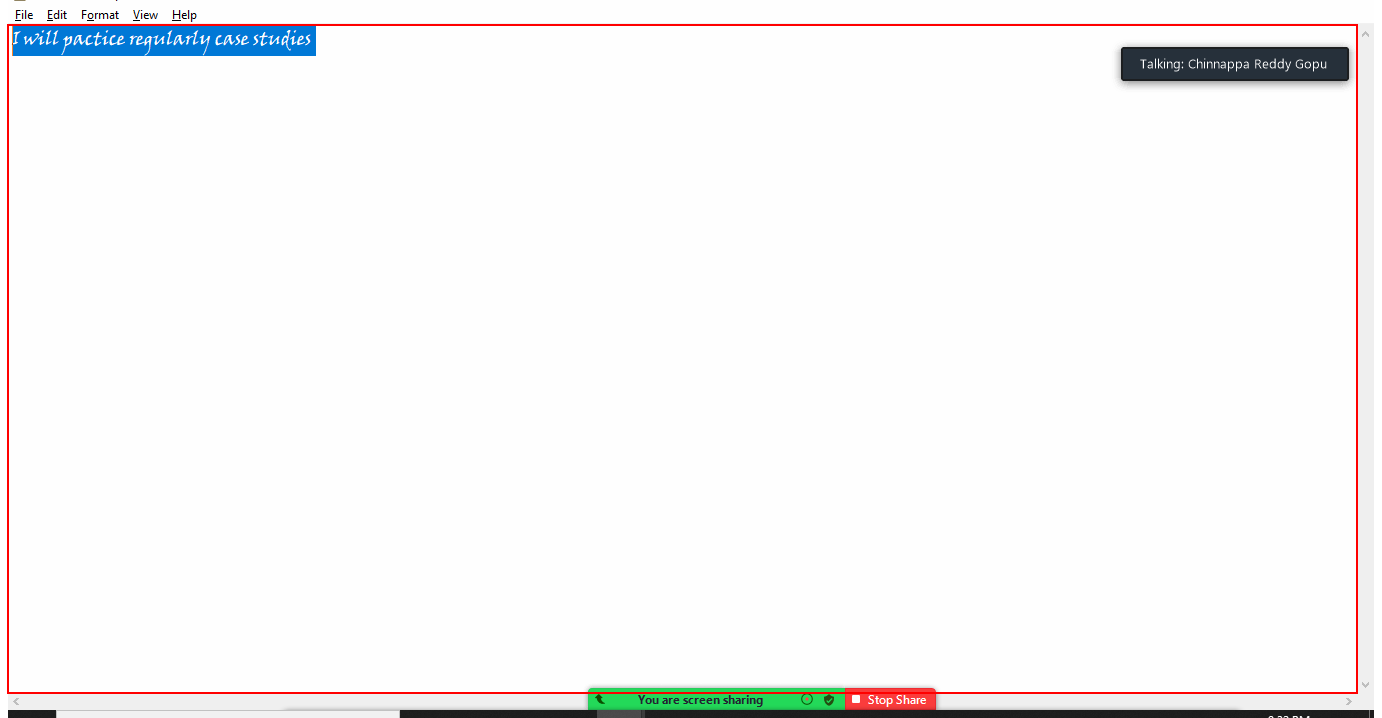 File Edit Format View Help
I will pactice regularly case studies
Talking: Chinnappa Reddy Gopu
You are screen sharing Stop Share